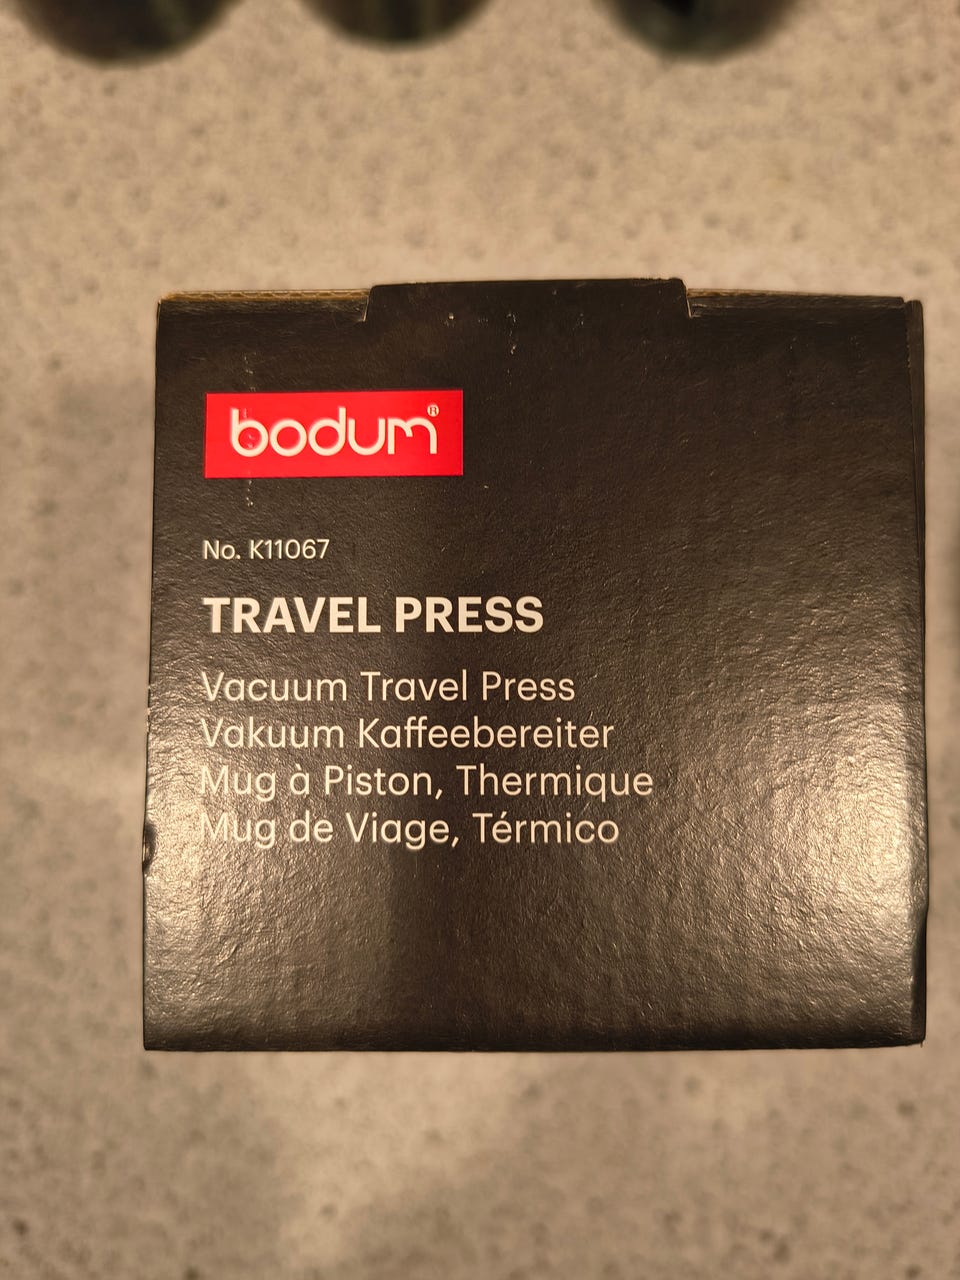 bodum®
No. K11067
TRAVEL PRESS
Vacuum Travel Press
Vakuum Kaffeebereiter
Mug à Piston, Thermique
Mug de Viage, Térmico